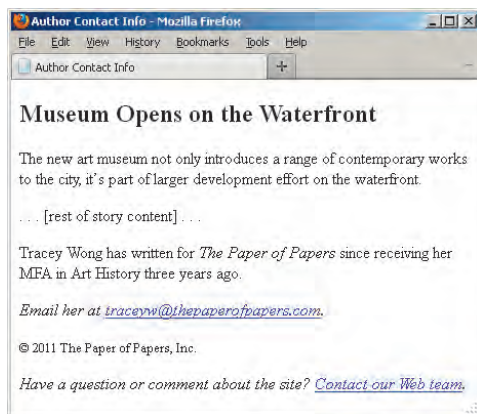 Author Contact Info - Mozilla Firefox
File Edit View History Bookmarks Tools Help
Author Contact Info
Museum Opens on the Waterfront
The new art museum not only introduces a range of contemporary works
to the city, it's part of larger development effort on the waterfront.
. . . [rest of story content] . . .
Tracey Wong has written for The Paper of Papers since receiving her
MFA in Art History three years ago.
Email her at traceyw@thepaperofpapers.com.
© 2011 The Paper of Papers, Inc.
Have a question or comment about the site? Contact our Web team.